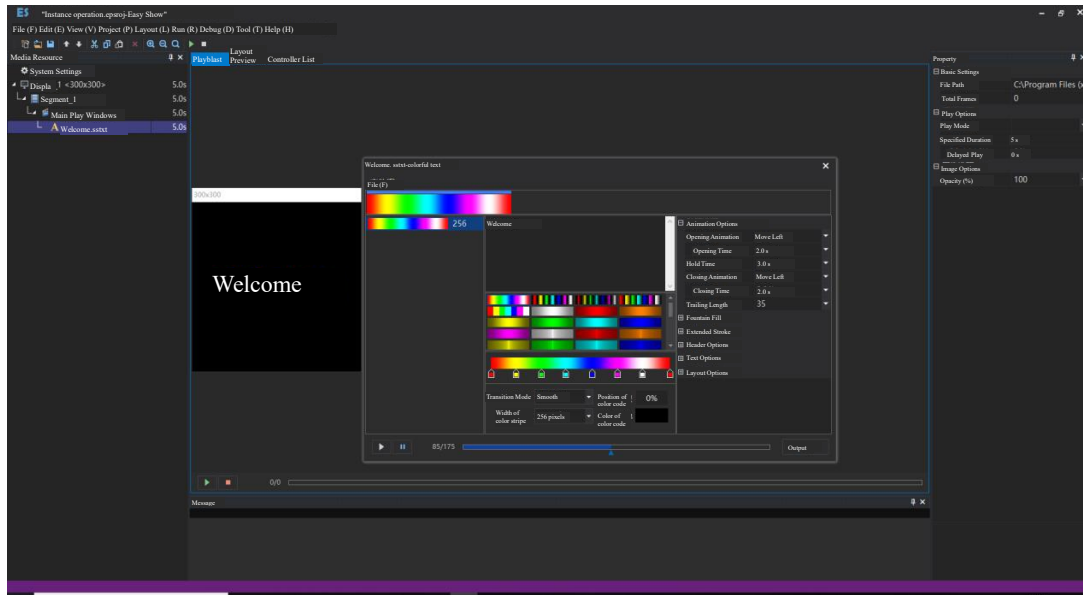 ES "Instance operation.epsroj-Easy Show"
File (F) Edit (E) View (V) Project (P) Layout (L) Run (R) Debug (D) Tool (T) Help (H)
Media Resource
System Settings
Displa 1 <300x300> 5.0s
Segment_1 5.0s
Main Play Windows 5.0s
A Welcome.sstxt 5.0s
Playblast Layout Preview Controller List
300x300
Welcome
Welcome. sstxt-colorful text
File (F)
256
Welcome
Animation Options
Opening Animation Move Left
Opening Time 2.0 s
Hold Time 3.0 s
Closing Animation Move Left
Closing Time 2.0 s
Trailing Length 35
Fountain Fill
Extended Stroke
Header Options
Text Options
Layout Options
Transition Mode Smooth
Position of color code 0%
Width of color stripe 256 pixels
Color of color code
85/175
Output
0/0
Message
Property
Basic Settings
File Path C:\Program Files (x
Total Frames 0
Play Options
Play Mode
Specified Duration 5 s
Delayed Play 0 s
Image Options
Opacity (%) 100